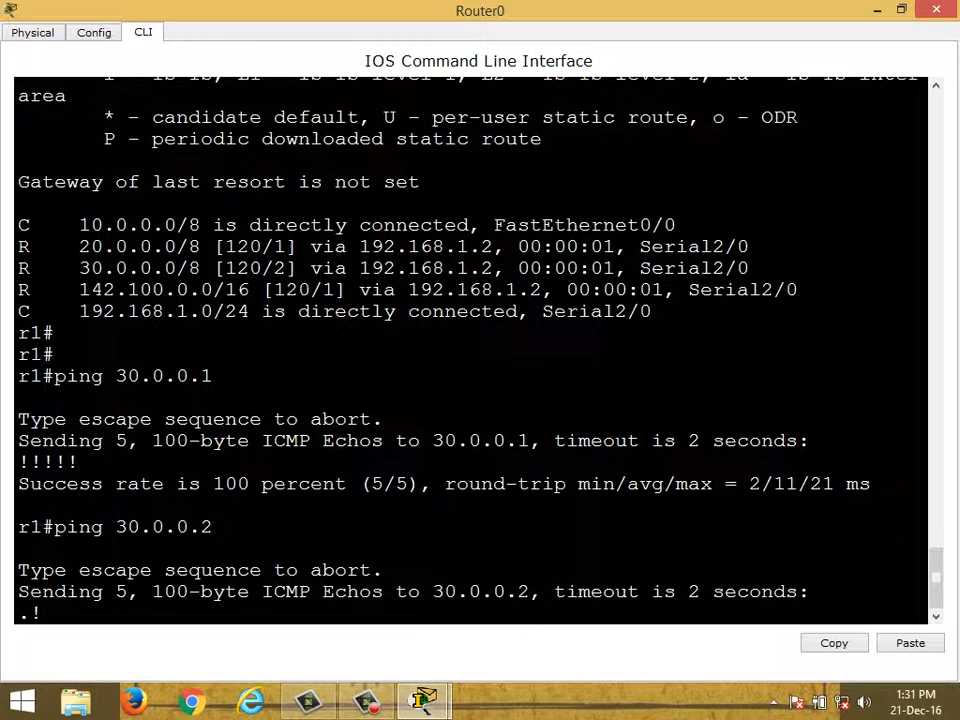 Router0
Physical Config CLI
IOS Command Line Interface
area
* - candidate default, U - per-user static route, o - ODR
P - periodic downloaded static route
Gateway of last resort is not set
C 10.0.0.0/8 is directly connected, FastEthernet0/0
R 20.0.0.0/8 [120/1] via 192.168.1.2, 00:00:01, Serial2/0
R 30.0.0.0/8 [120/2] via 192.168.1.2, 00:00:01, Serial2/0
R 142.100.0.0/16 [120/1] via 192.168.1.2, 00:00:01, Serial2/0
C 192.168.1.0/24 is directly connected, Serial2/0
r1#
r1#
r1#ping 30.0.0.1
Type escape sequence to abort.
Sending 5, 100-byte ICMP Echos to 30.0.0.1, timeout is 2 seconds:
!!!!!
Success rate is 100 percent (5/5), round-trip min/avg/max = 2/11/21 ms
r1#ping 30.0.0.2
Type escape sequence to abort.
Sending 5, 100-byte ICMP Echos to 30.0.0.2, timeout is 2 seconds:
.!
Copy Paste
1:31 PM
21-Dec-16